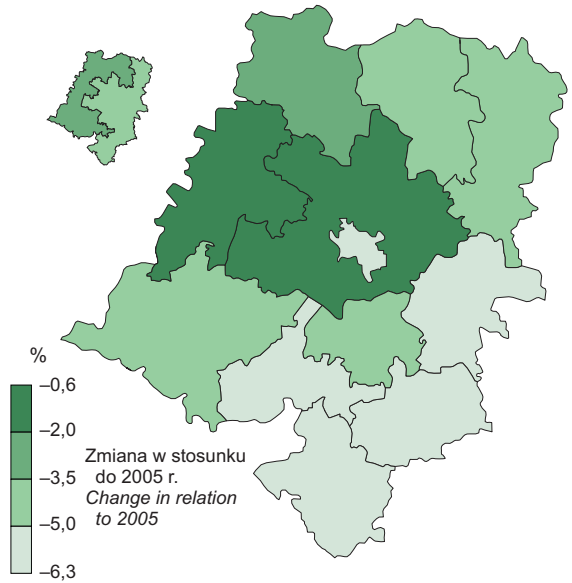 %
–0,6
–2,0
–3,5
–5,0
–6,3
Zmiana w stosunku
do 2005 r.
Change in relation
to 2005